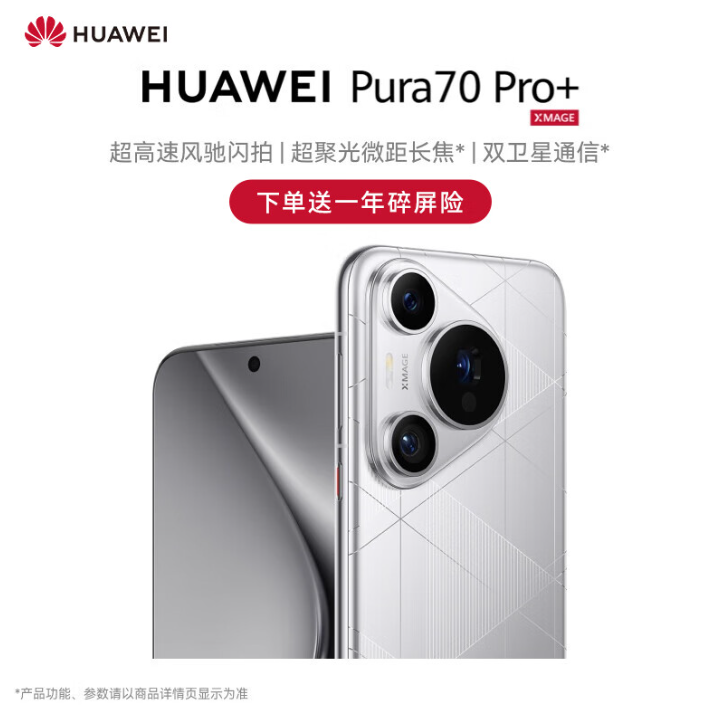 HUAWEI
HUAWEI Pura70 Pro+
XMAGE
超高速风驰闪拍 | 超聚光微距长焦* | 双卫星通信*
下单送一年碎屏险
XMAGE
*产品功能、参数请以商品详情页显示为准